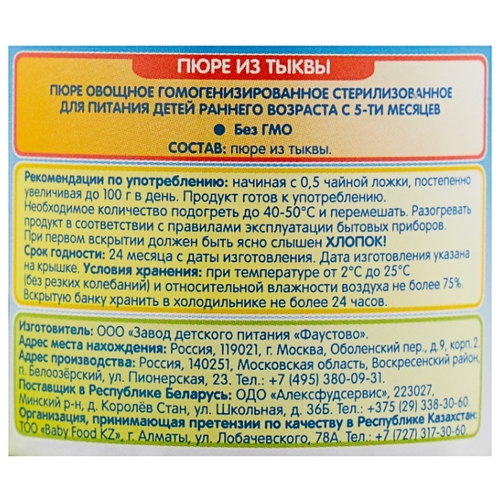 ПЮРЕ ИЗ ТЫКВЫ
ПЮРЕ ОВОЩНОЕ ГОМОГЕНИЗИРОВАННОЕ СТЕРИЛИЗОВАННОЕ
ДЛЯ ПИТАНИЯ ДЕТЕЙ РАННЕГО ВОЗРАСТА С 5-ТИ МЕСЯЦЕВ
● Без ГМО
СОСТАВ: пюре из тыквы.
Рекомендации по употреблению: начиная с 0,5 чайной ложки, постепенно
увеличивая до 100 г в день. Продукт готов к употреблению.
Необходимое количество подогреть до 40-50°С и перемешать. Разогревать
продукт в соответствии с правилами эксплуатации бытовых приборов.
При первом вскрытии должен быть ясно слышен ХЛОПОК!
Срок годности: 24 месяца с даты изготовления. Дата изготовления указана
на крышке. Условия хранения: при температуре от 2°С до 25°С
(без резких колебаний) и относительной влажности воздуха не более 75%.
Вскрытую банку хранить в холодильнике не более 24 часов.
Изготовитель: ООО «Завод детского питания «Фаустово».
Адрес места нахождения: Россия, 119021, г. Москва, Оболенский пер., д.9, корп.2.
Адрес производства: Россия, 140251, Московская область, Воскресенский район,
п. Белоозёрский, ул. Пионерская, 23. Тел.: +7 (495) 380-09-31.
Поставщик в Республике Беларусь: ОДО «Алексфудсервис», 223027,
Минский р-н, д. Королёв Стан, ул. Школьная, д. 36Б. Тел.: +375 (29) 338-30-60.
Организация, принимающая претензии по качеству в Республике Казахстан:
ТОО «Baby Food KZ», г. Алматы, ул. Лобачевского, 78А. Тел.: +7 (727) 317-30-60